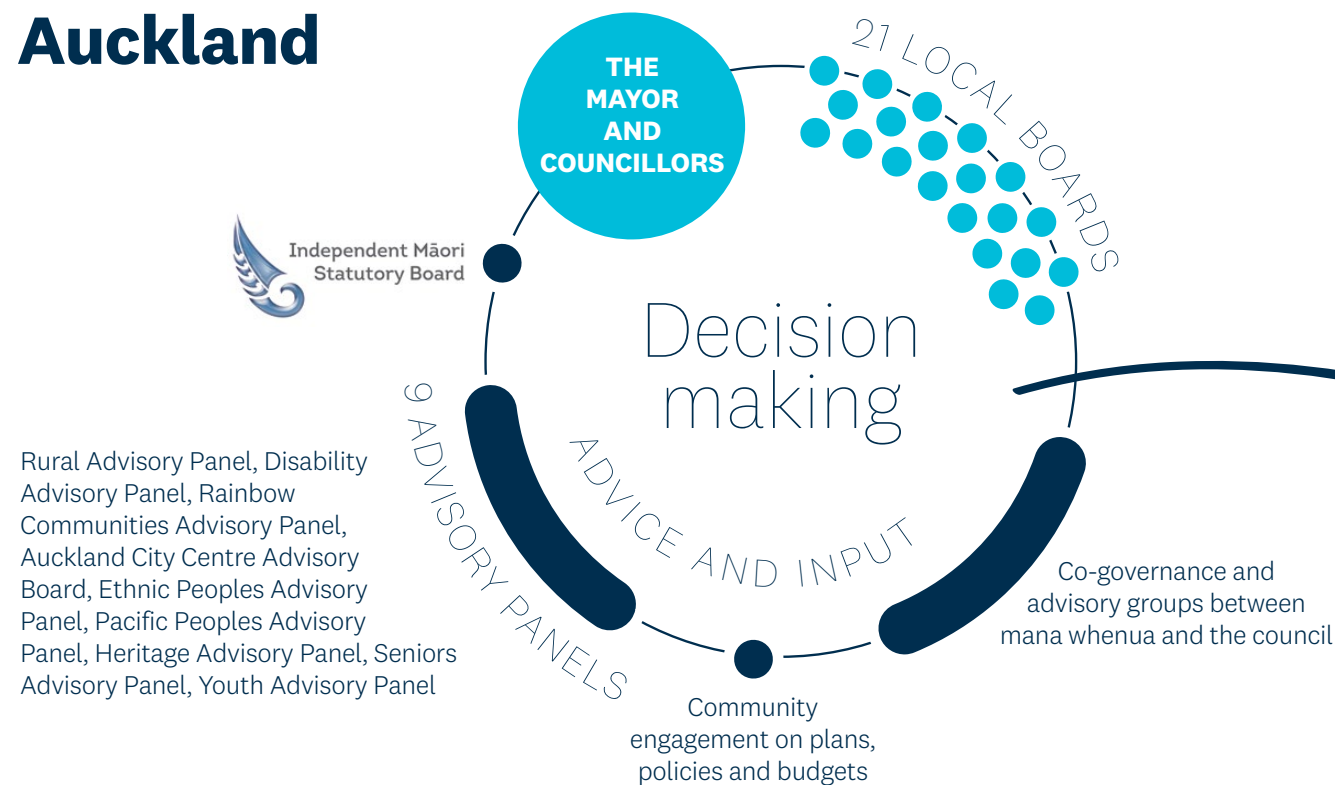 Auckland
THE
MAYOR
AND
COUNCILLORS
21 LOCAL BOARDS
Independent Māori
Statutory Board
Decision
making
ADVICE AND INPUT
9 ADVISORY PANELS
Rural Advisory Panel, Disability
Advisory Panel, Rainbow
Communities Advisory Panel,
Auckland City Centre Advisory
Board, Ethnic Peoples Advisory
Panel, Pacific Peoples Advisory
Panel, Heritage Advisory Panel, Seniors
Advisory Panel, Youth Advisory Panel
Co-governance and
advisory groups between
mana whenua and the council
Community
engagement on plans,
policies and budgets